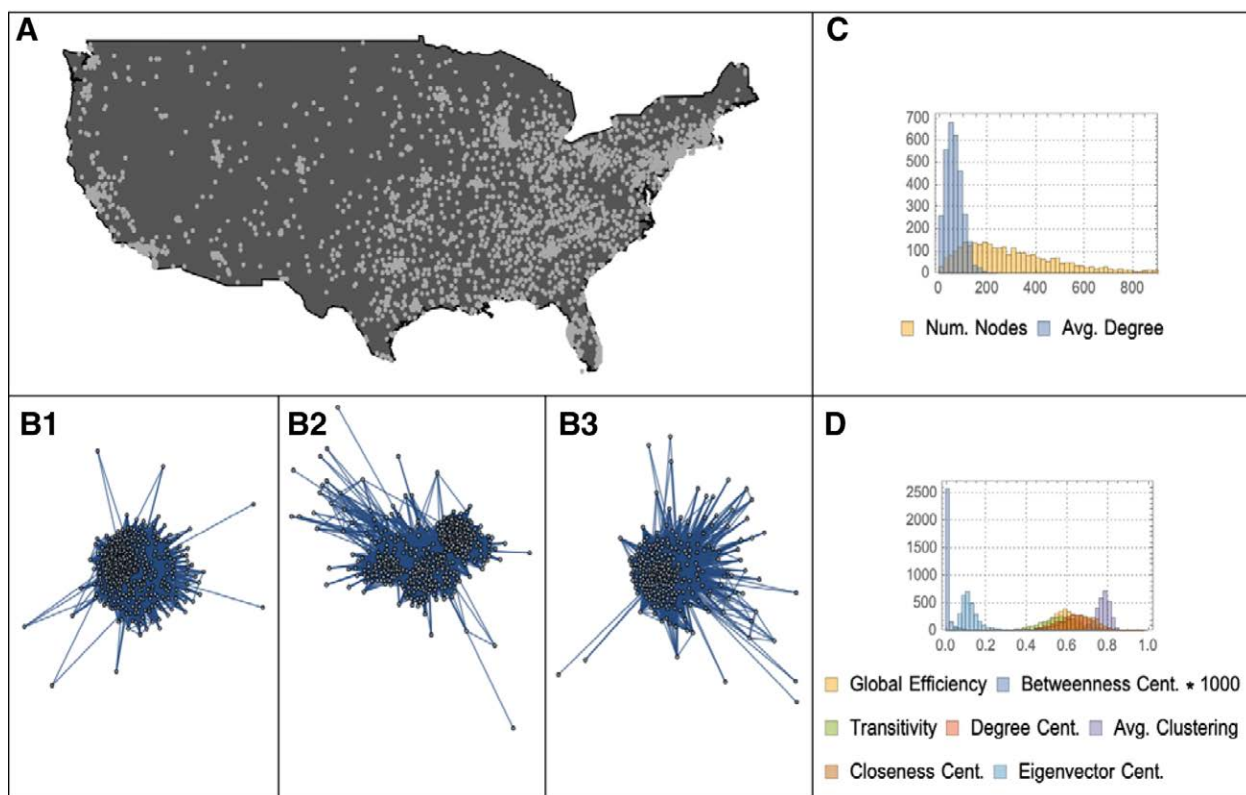 A
C
700
600
500
400
300
200
100
0
0 200 400 600 800
Num. Nodes Avg. Degree
B1
B2
B3
D
2500
2000
1500
1000
500
0
0.0 0.2 0.4 0.6 0.8 1.0
Global Efficiency Betweenness Cent. * 1000
Transitivity Degree Cent. Avg. Clustering
Closeness Cent. Eigenvector Cent.